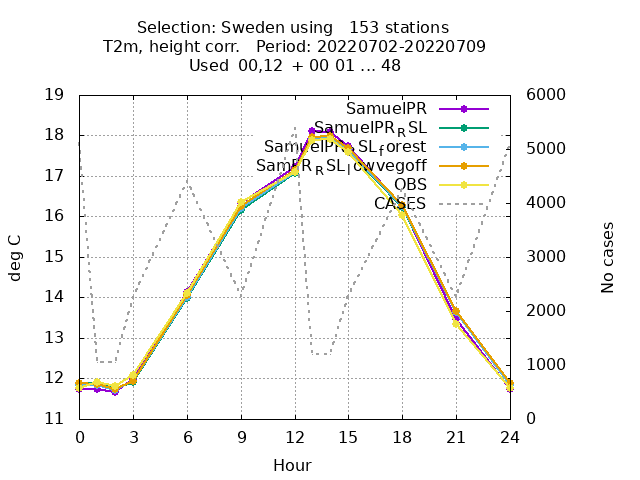 Selection: Sweden using 153 stations
T2m, height corr. Period: 20220702-20220709
Used 00,12 + 00 01 ... 48
19 6000
SamuelPR
SamuelPR_RSL
SL_forest
RSL_lowvegoff
OBS
CASES
18 5000
17
16 4000
15 3000
14 2000
13
12 1000
11 0
deg C
No cases
0 3 6 9 12 15 18 21 24
Hour